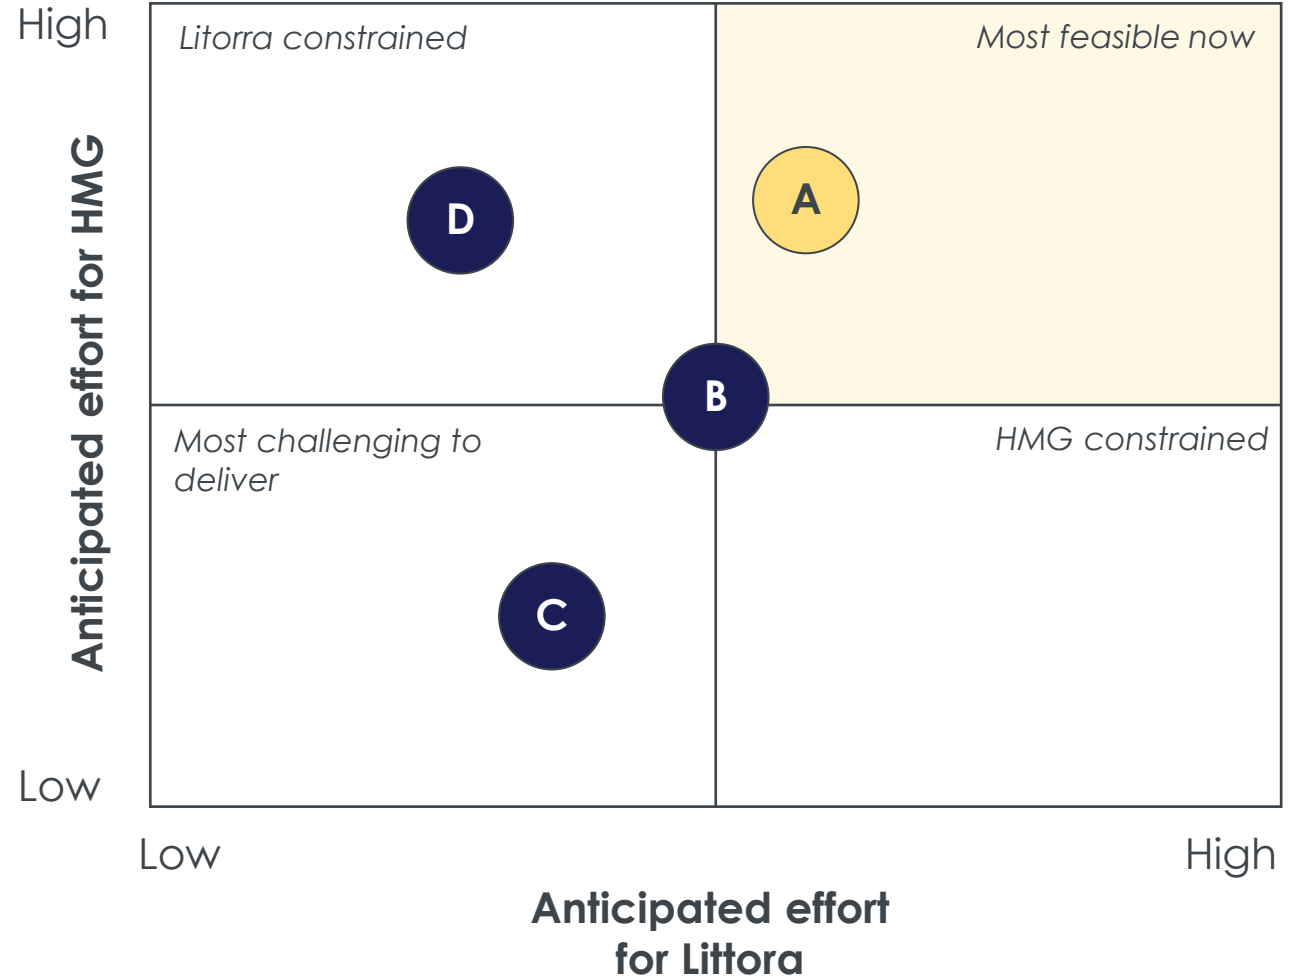 High
Litorra constrained
Most feasible now
Anticipated effort for HMG
D
A
B
Most challenging to
deliver
HMG constrained
C
Low
Low
High
Anticipated effort
for Littora